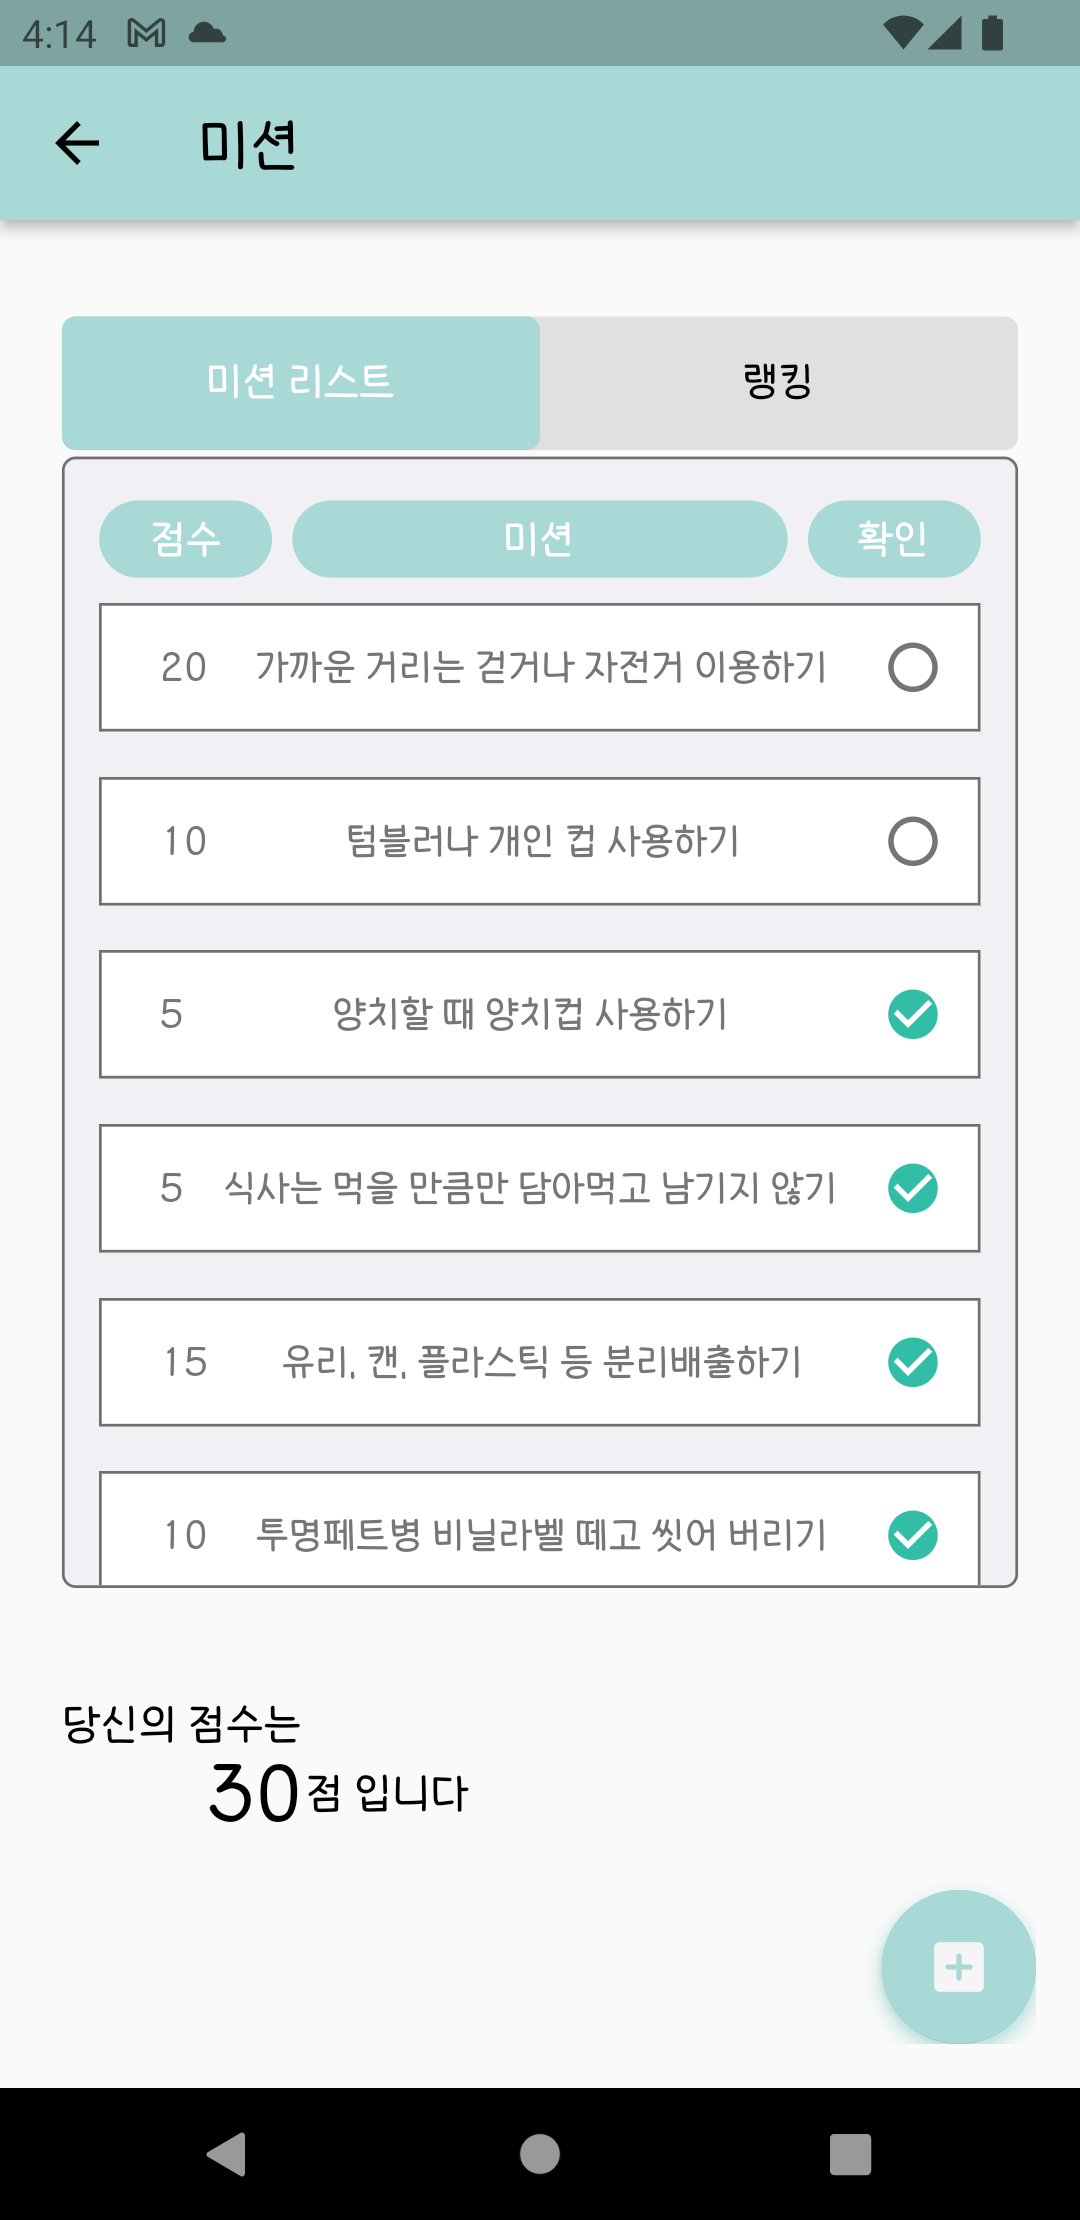 4:14
미션
미션 리스트 랭킹
점수 미션 확인
20 가까운 거리는 걷거나 자전거 이용하기
10 텀블러나 개인 컵 사용하기
5 양치할 때 양치컵 사용하기
5 식사는 먹을 만큼만 담아먹고 남기지 않기
15 유리, 캔, 플라스틱 등 분리배출하기
10 투명페트병 비닐라벨 떼고 씻어 버리기
당신의 점수는
30점 입니다